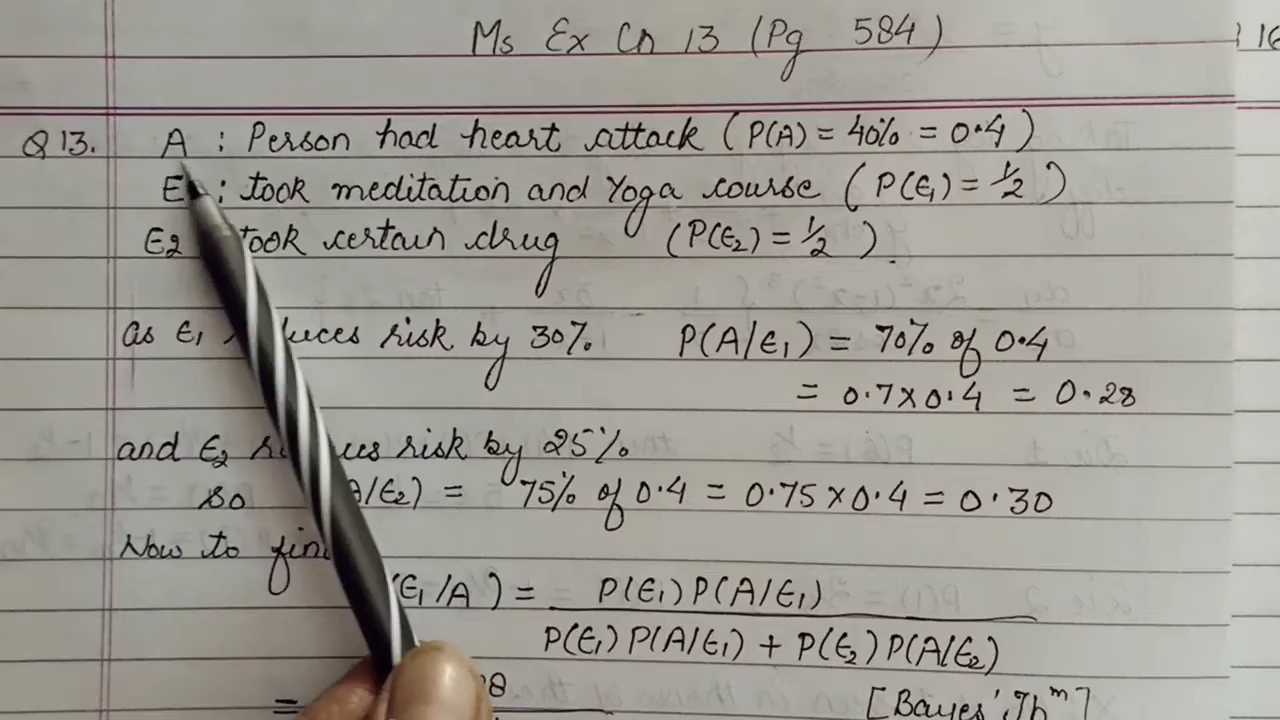 Ms Ex Ch 13 (Pg 584)
Q 13. A : Person had heart attack (P(A) = 40% = 0.4)
E : took meditation and Yoga course (P(E₁) = 1/2)
E₂ took certain drug (P(E₂) = 1/2).
as E₁ reduces risk by 30%. P(A/E₁) = 70% of 0.4
= 0.7 x 0.4 = 0.28
and E₂ risk by 25%
so (A/E₂) = 75% of 0.4 = 0.75 x 0.4 = 0.30
Now to find
(E₁/A) = P(E₁) P(A/E₁)
P(E₁) P(A/E₁) + P(E₂) P(A/E₂)
= [Bayes' Thᵐ]